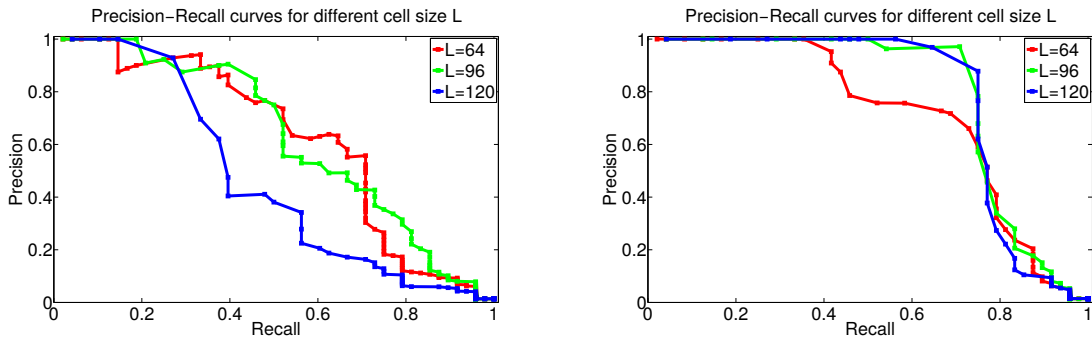 Precision-Recall curves for different cell size L
1
0.8
0.6
0.4
0.2
0
Precision
0 0.2 0.4 0.6 0.8 1
Recall
L=64
L=96
L=120
Precision-Recall curves for different cell size L
1
0.8
0.6
0.4
0.2
0
Precision
0 0.2 0.4 0.6 0.8 1
Recall
L=64
L=96
L=120